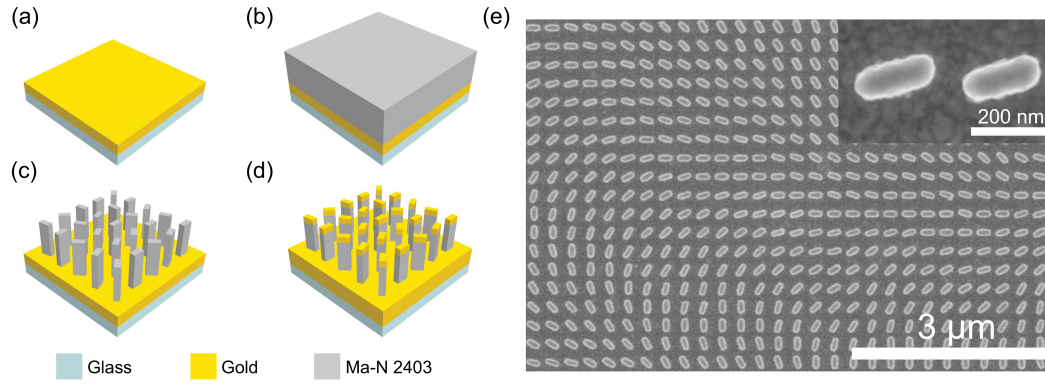 (a)
(b)
(e)
200 nm
(c)
(d)
3 μm
Glass
Gold
Ma-N 2403